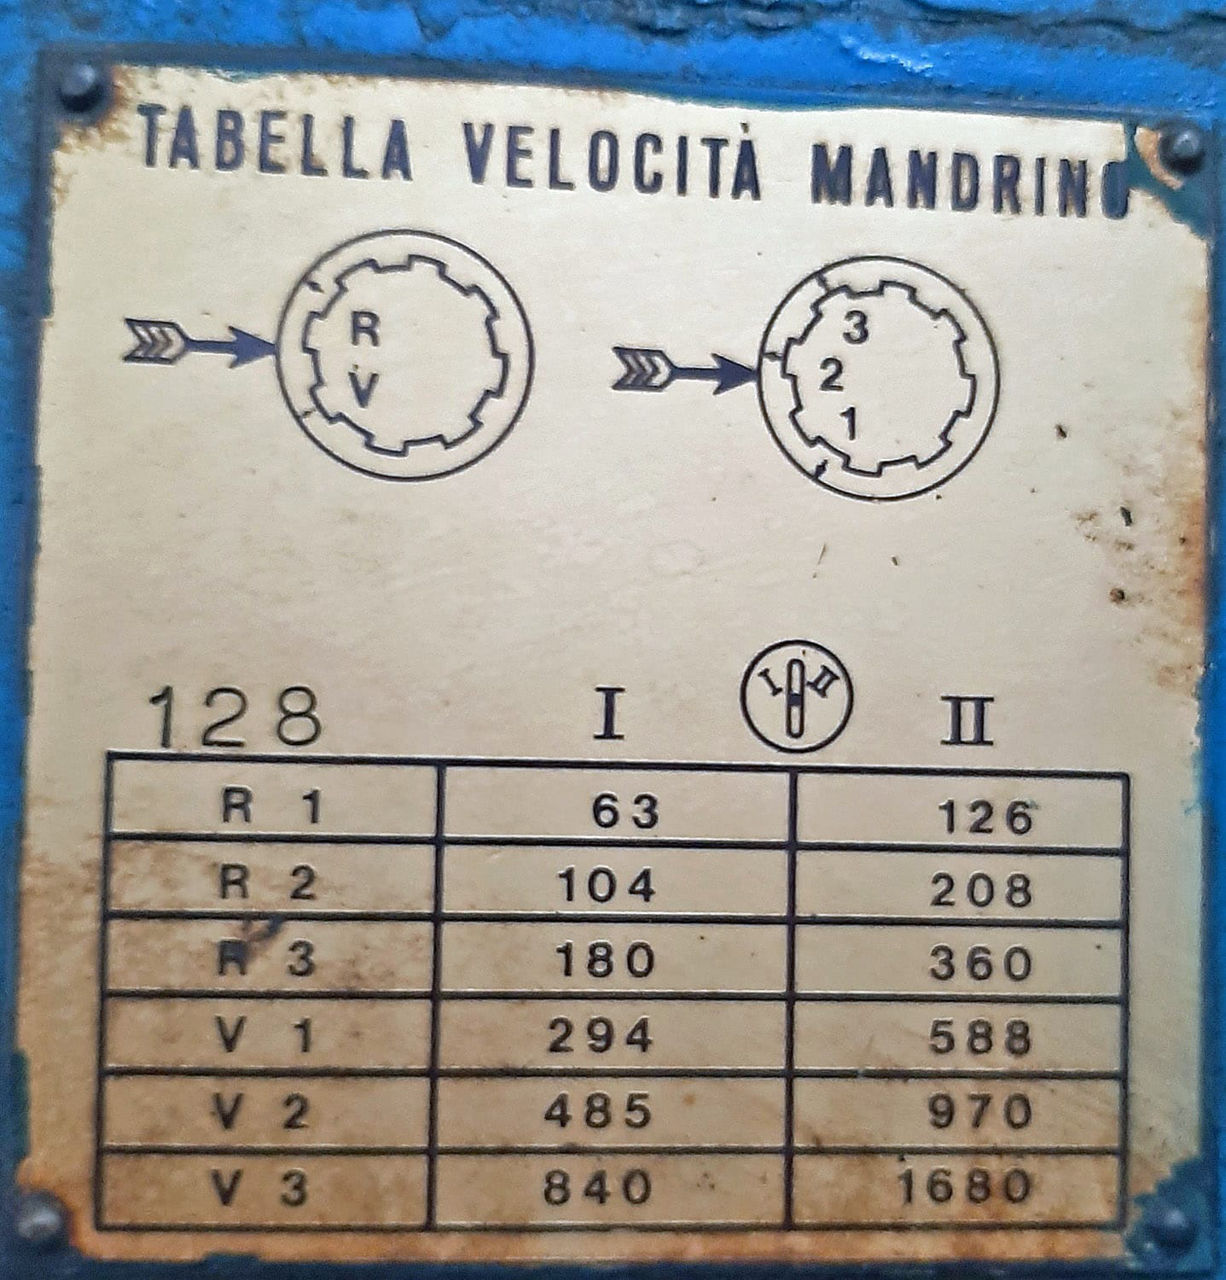 TABELLA VELOCITÀ MANDRINO
R
V
3
2
1
I II
128 I II
R 1 63 126
R 2 104 208
R 3 180 360
V 1 294 588
V 2 485 970
V 3 840 1680